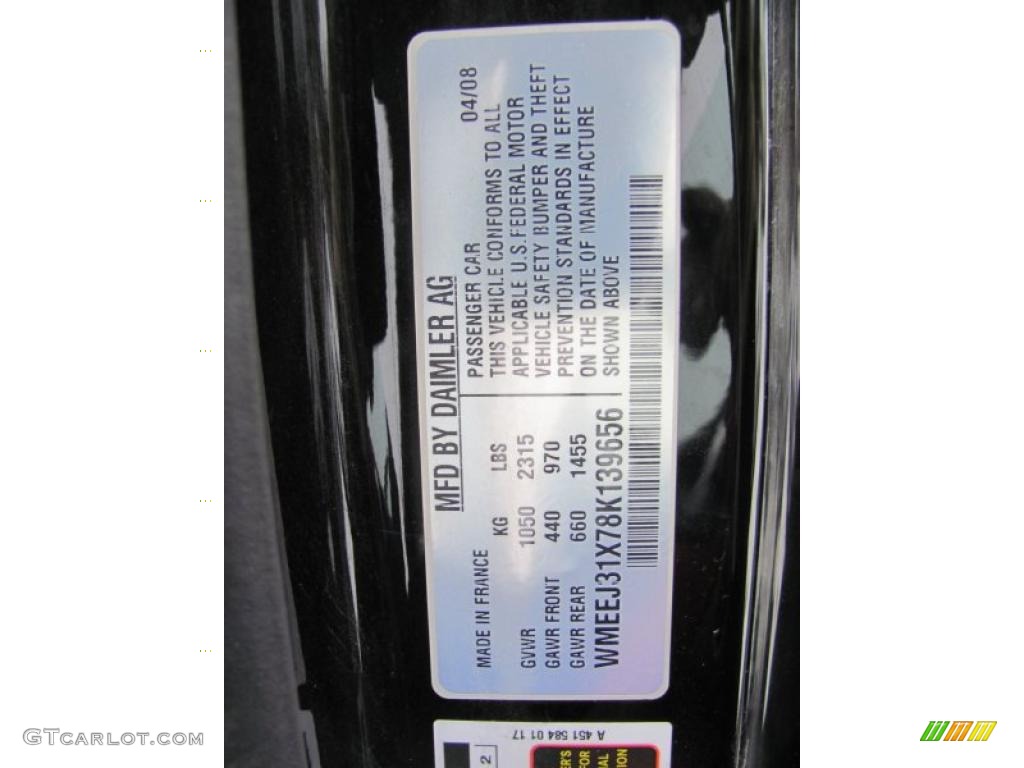 MFD BY DAIMLER AG
MADE IN FRANCE
KG LBS
GVWR 1050 2315
GAWR FRONT 440 970
GAWR REAR 660 1455
PASSENGER CAR 04/08
THIS VEHICLE CONFORMS TO ALL
APPLICABLE U.S.FEDERAL MOTOR
VEHICLE SAFETY BUMPER AND THEFT
PREVENTION STANDARDS IN EFFECT
ON THE DATE OF MANUFACTURE
SHOWN ABOVE
WMEEJ31X78K139656
A 451 584 01 17
2
GTCARLOT.COM